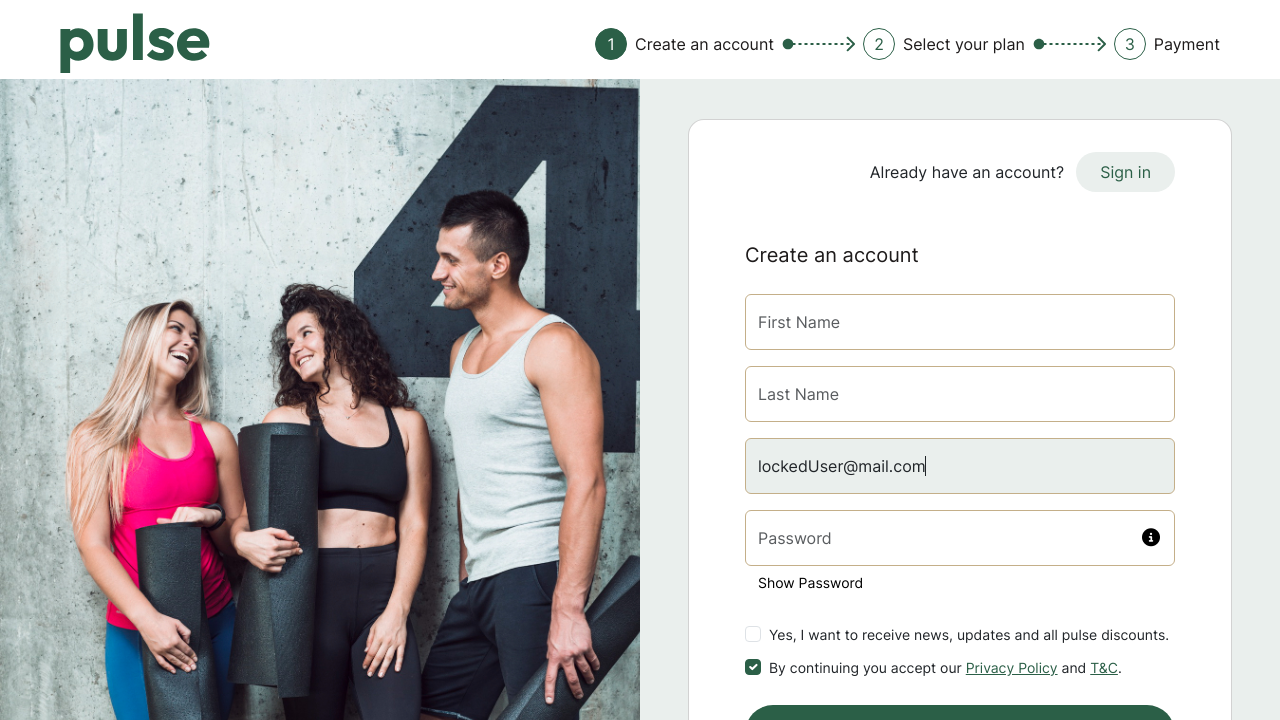 pulse
1 Create an account 2 Select your plan 3 Payment
4
Already have an account? Sign in
Create an account
First Name
Last Name
lockedUser@mail.com
Password
Show Password
Yes, I want to receive news, updates and all pulse discounts.
By continuing you accept our Privacy Policy and T&C.